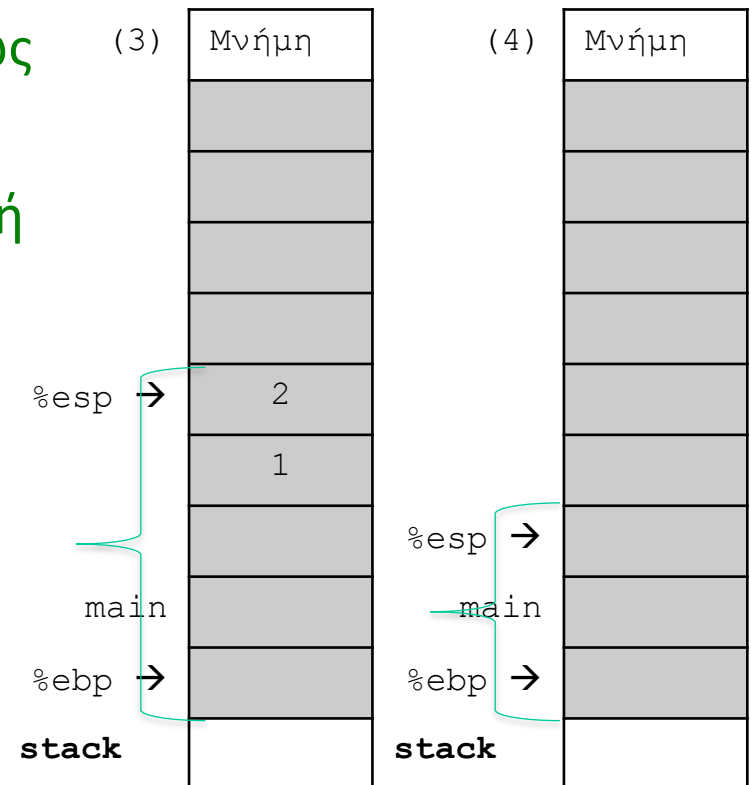 ος
(3) Μνήμη (4) Μνήμη
ή
%esp → 2
1
%esp →
main main
%ebp → %ebp →
stack stack